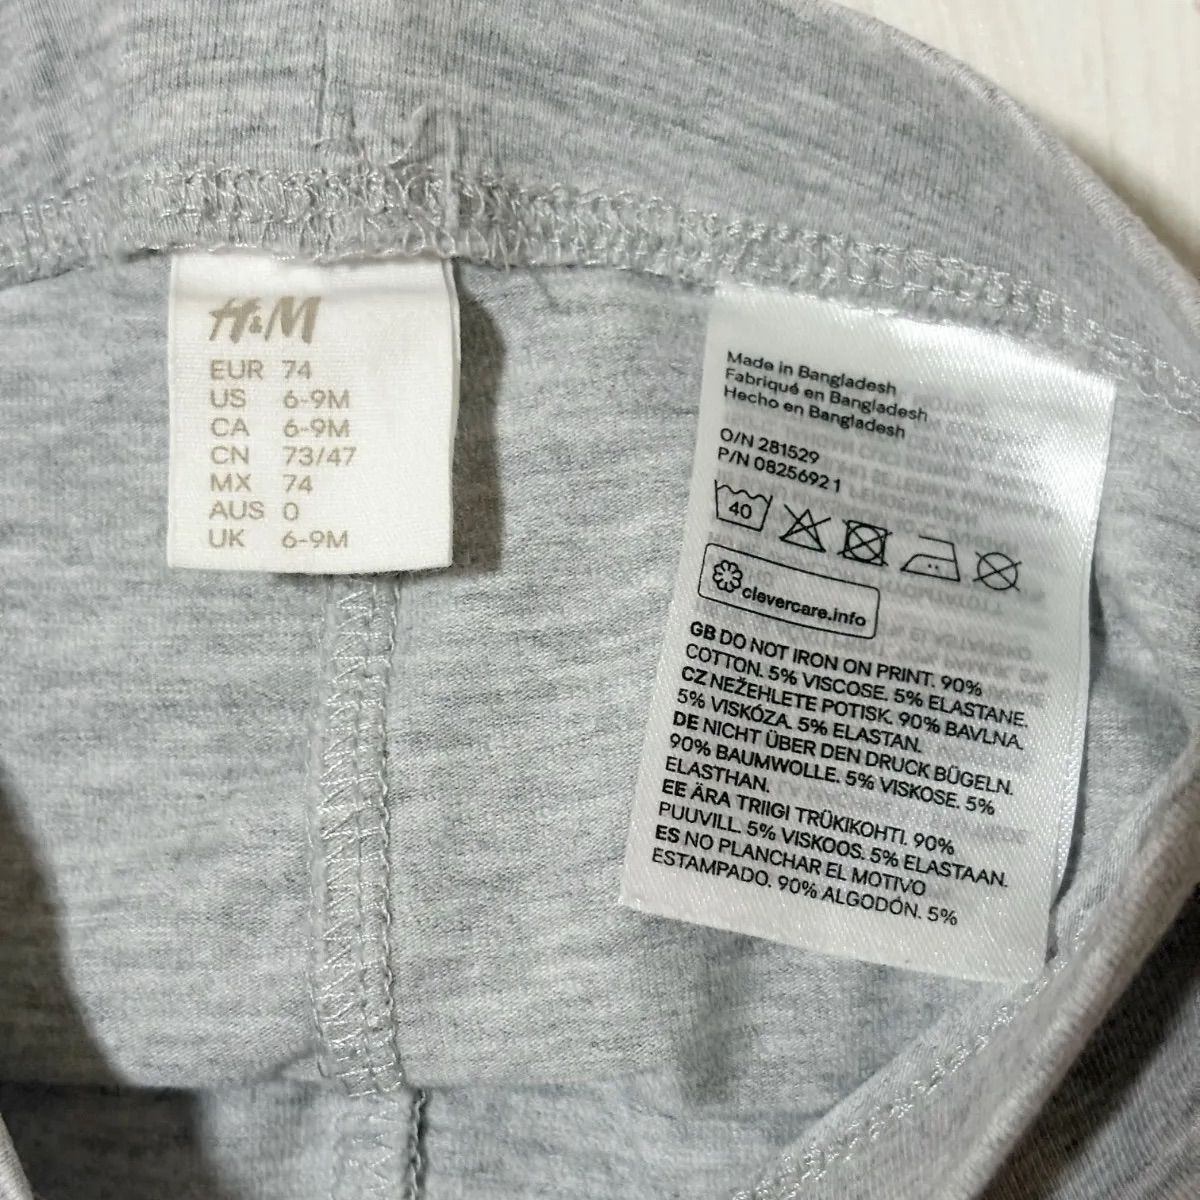 H&M
EUR 74
US 6-9M
CA 6-9M
CN 73/47
MX 74
AUS 0
UK 6-9M
Made in Bangladesh
Fabriqué en Bangladesh
Hecho en Bangladesh
O/N 281529
P/N 08256921
40
clevercare.info
GB DO NOT IRON ON PRINT. 90%
COTTON. 5% VISCOSE. 5% ELASTANE.
CZ NEŽEHLETE POTISK. 90% BAVLNA.
5% VISKÓZA. 5% ELASTAN.
DE NICHT ÜBER DEN DRUCK BÜGELN.
90% BAUMWOLLE. 5% VISKOSE. 5%
ELASTHAN.
EE ÄRA TRIIGI TRÜKIKOHTI. 90%
PUUVILL. 5% VISKOOS. 5% ELASTAAN.
ES NO PLANCHAR EL MOTIVO
ESTAMPADO. 90% ALGODÓN. 5%